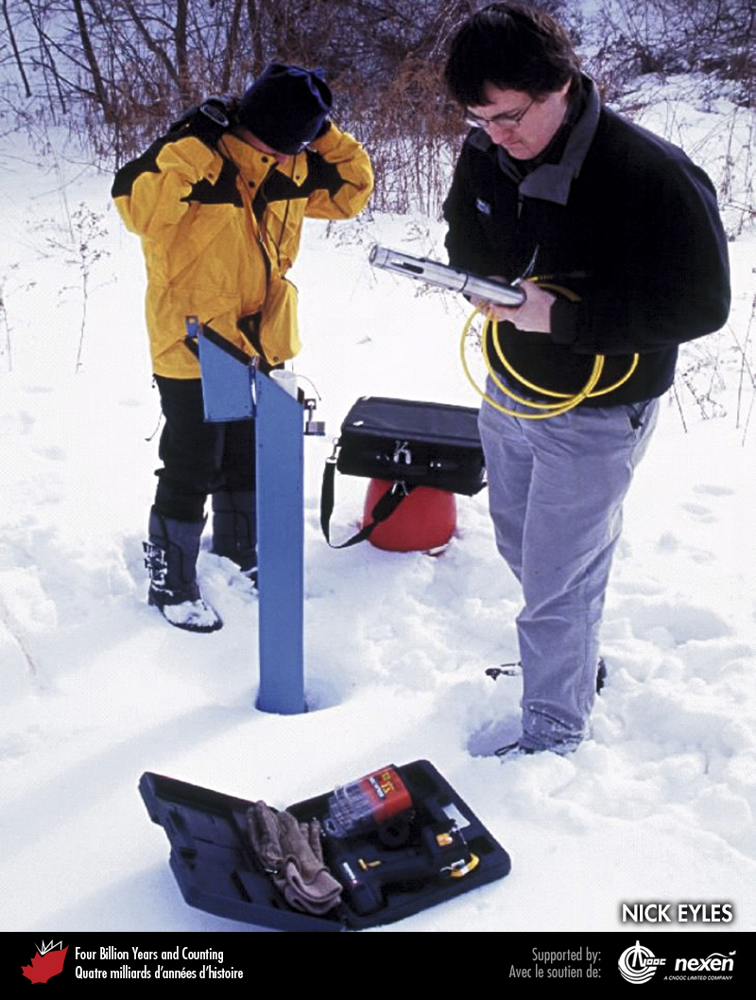 NICK EYLES
Four Billion Years and Counting
Quatre milliards d'années d'histoire
Supported by:
Avec le soutien de:
CNOOC nexen
A CNOOC LIMITED COMPANY